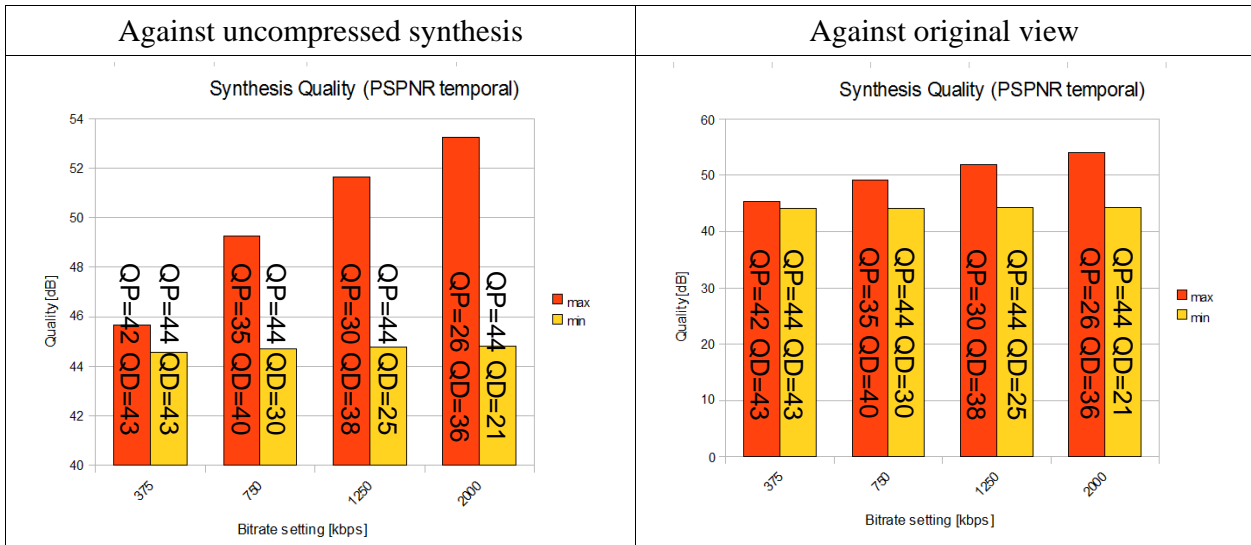 Against uncompressed synthesis
Against original view
Synthesis Quality (PSPNR temporal)
54
52
50
48
46
44
42
40
Quality[dB]
QP=42 QD=43
QP=44 QD=43
QP=35 QD=40
QP=44 QD=30
QP=30 QD=38
QP=44 QD=25
QP=26 QD=36
QP=44 QD=21
max
min
375
750
1250
2000
Bitrate setting [kbps]
Synthesis Quality (PSPNR temporal)
60
50
40
30
20
10
0
Quality[dB]
QP=42 QD=43
QP=44 QD=43
QP=35 QD=40
QP=44 QD=30
QP=30 QD=38
QP=44 QD=25
QP=26 QD=36
QP=44 QD=21
max
min
375
750
1250
2000
Bitrate setting [kbps]